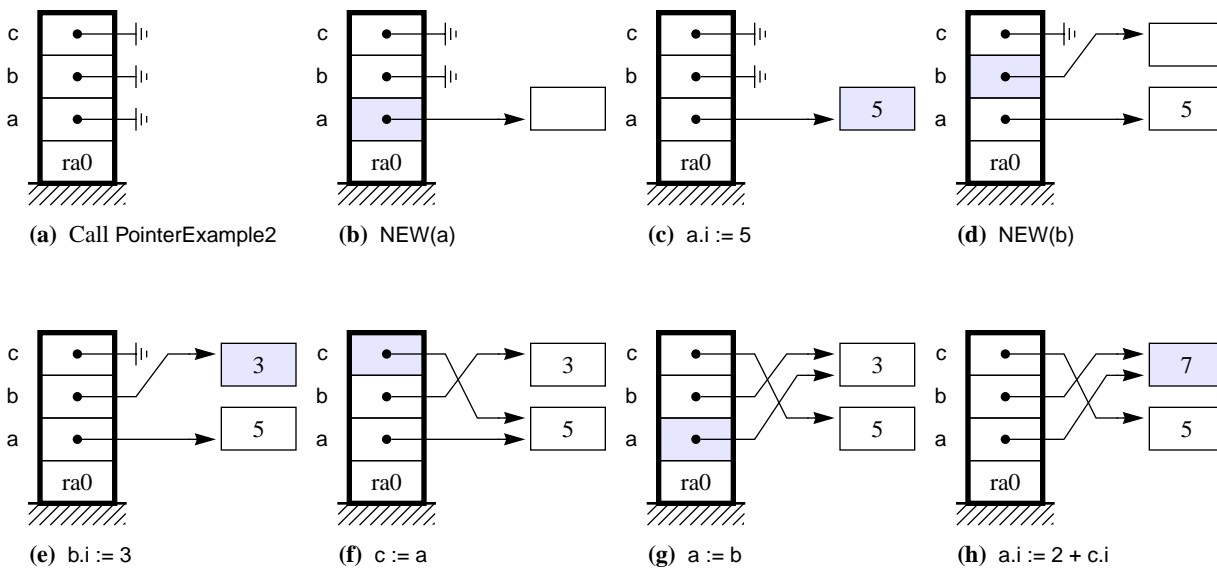 c
b
a
ra0
(a) Call PointerExample2
c
b
a
ra0
(b) NEW(a)
c
b
a
5
ra0
(c) a.i := 5
c
b
a
5
ra0
(d) NEW(b)
c
3
b
a
5
ra0
(e) b.i := 3
c
3
b
a
5
ra0
(f) c := a
c
3
b
a
5
ra0
(g) a := b
c
7
b
a
5
ra0
(h) a.i := 2 + c.i